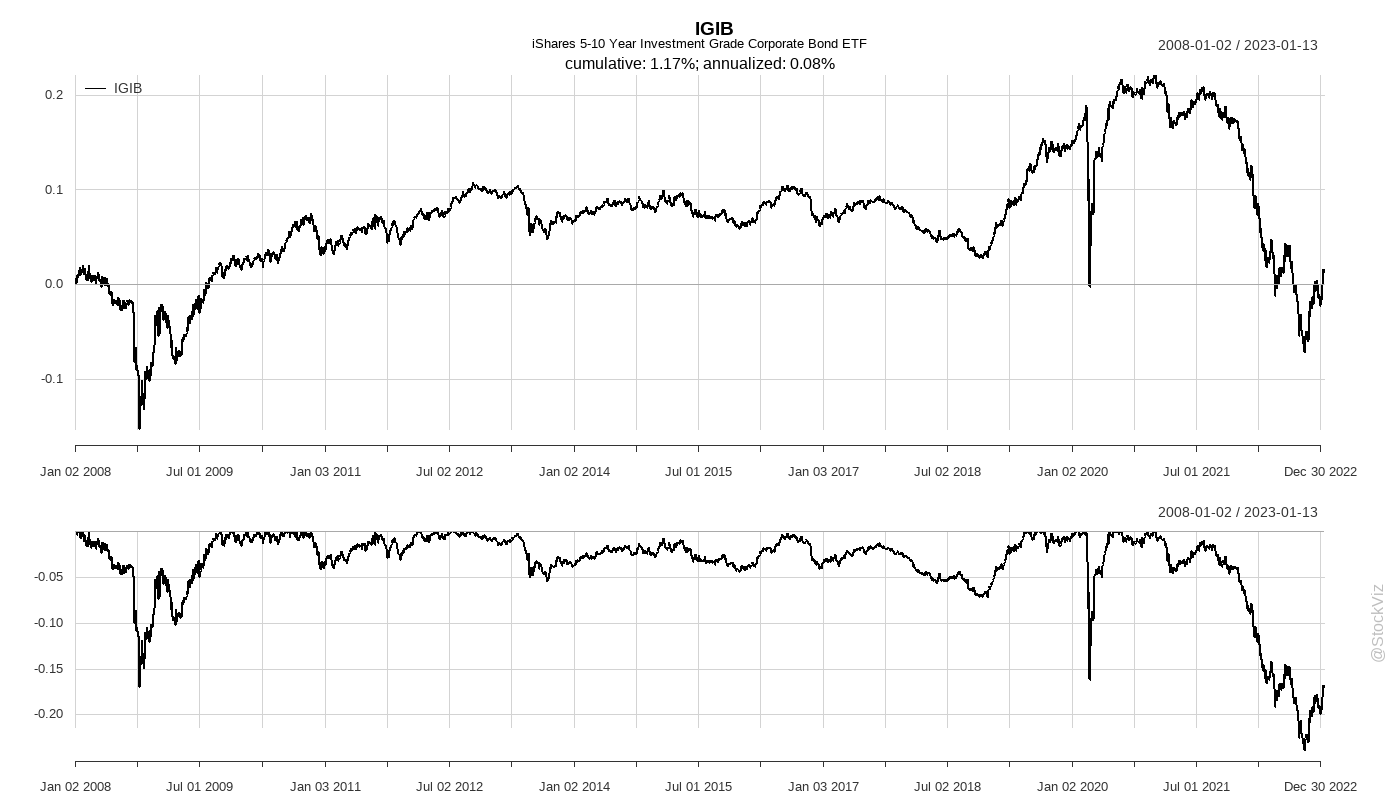 IGIB
iShares 5-10 Year Investment Grade Corporate Bond ETF
cumulative: 1.17%; annualized: 0.08%
2008-01-02 / 2023-01-13
IGIB
0.2
0.1
0.0
-0.1
Jan 02 2008 Jul 01 2009 Jan 03 2011 Jul 02 2012 Jan 02 2014 Jul 01 2015 Jan 03 2017 Jul 02 2018 Jan 02 2020 Jul 01 2021 Dec 30 2022
2008-01-02 / 2023-01-13
-0.05
-0.10
-0.15
-0.20
Jan 02 2008 Jul 01 2009 Jan 03 2011 Jul 02 2012 Jan 02 2014 Jul 01 2015 Jan 03 2017 Jul 02 2018 Jan 02 2020 Jul 01 2021 Dec 30 2022
@StockViz